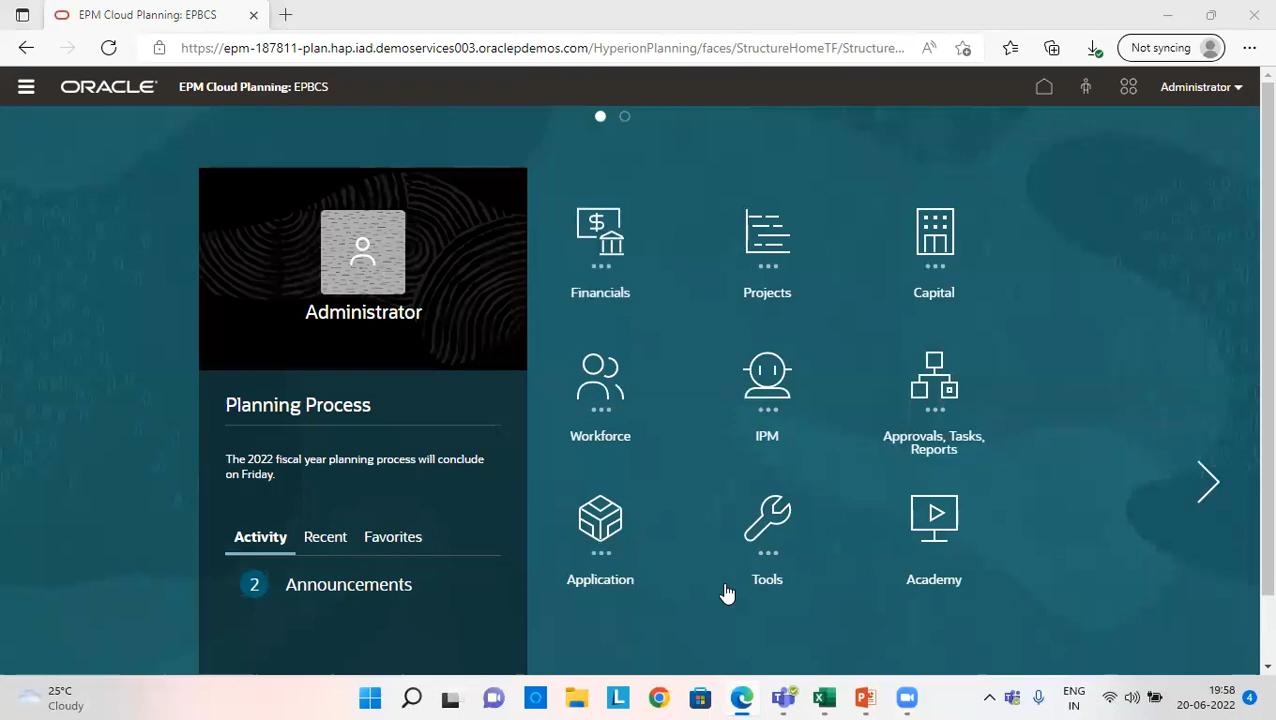 EPM Cloud Planning: EPBCS
https://epm-187811-plan.hap.iad.demoservices003.oraclepdemos.com/HyperionPlanning/faces/StructureHomeTF/Structure...
Not syncing
ORACLE
EPM Cloud Planning: EPBCS
Administrator
Administrator
Planning Process
The 2022 fiscal year planning process will conclude
on Friday.
Activity
Recent
Favorites
2
Announcements
Financials
Projects
Capital
Workforce
IPM
Approvals, Tasks,
Reports
Application
Tools
Academy
25°C
Cloudy
ENG
IN
19:58
20-06-2022
4